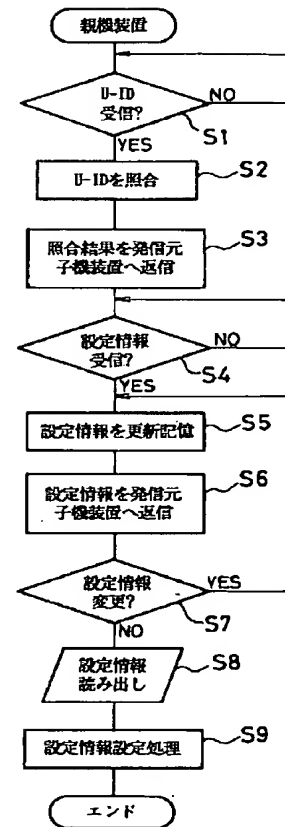 親機装置
U-ID
受信?
NO
S1
YES
S2
U-IDを照合
S3
照合結果を発信元
子機装置へ返信
設定情報
受信?
NO
S4
YES
S5
設定情報を更新記憶
S6
設定情報を発信元
子機装置へ返信
設定情報
変更?
YES
S7
NO
設定情報
読み出し
S8
設定情報設定処理
S9
エンド